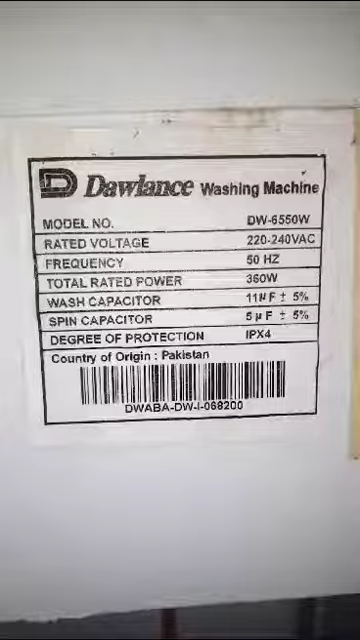 Dawlance Washing Machine
MODEL NO. DW-6550W
RATED VOLTAGE 220-240VAC
FREQUENCY 50 HZ
TOTAL RATED POWER 360W
WASH CAPACITOR 11µF ± 5%
SPIN CAPACITOR 5µF ± 5%
DEGREE OF PROTECTION IPX4
Country of Origin : Pakistan
DWABA-DW-I-068200